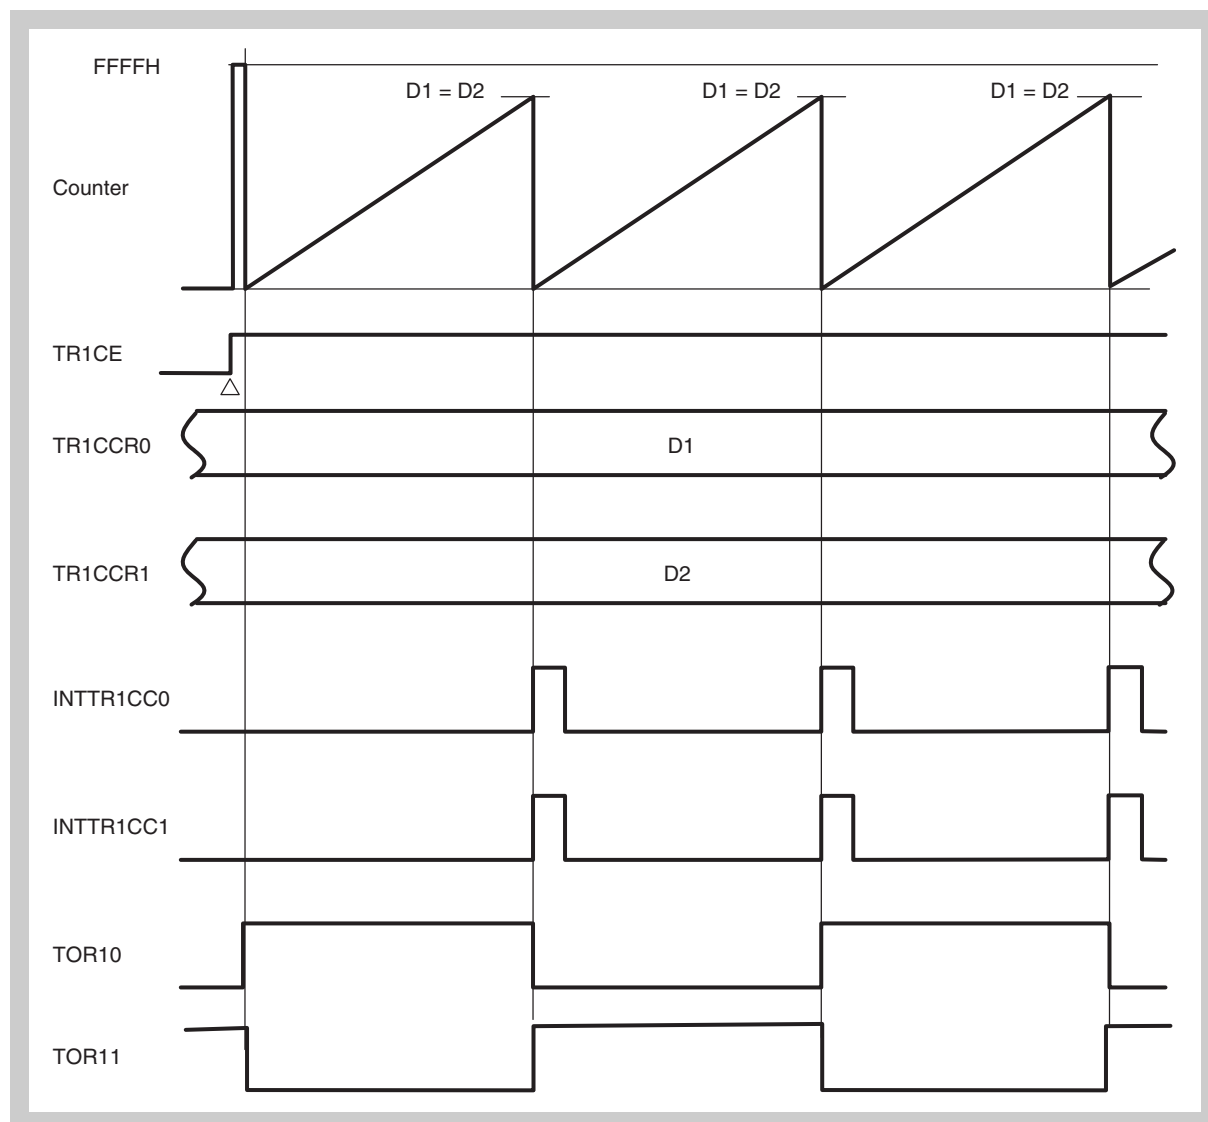 FFFFH
D1 = D2
D1 = D2
D1 = D2
Counter
TR1CE
TR1CCR0
D1
TR1CCR1
D2
INTTR1CC0
INTTR1CC1
TOR10
TOR11